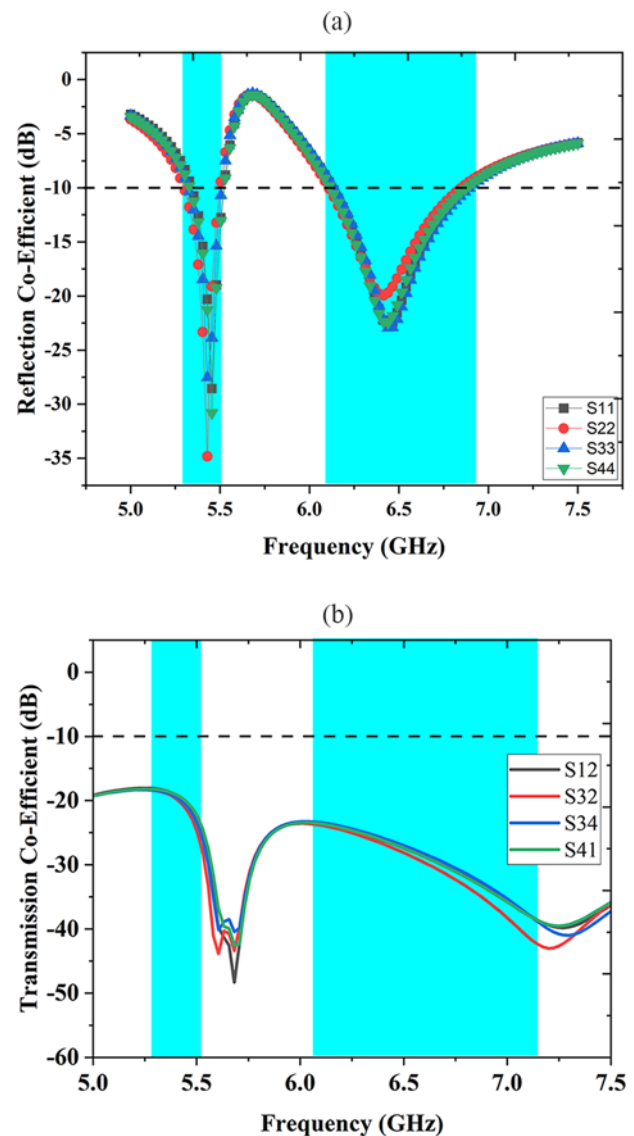 (a)
0
-5
-10
-15
-20
-25
-30
-35
Reflection Co-Efficient (dB)
S11
S22
S33
S44
5.0 5.5 6.0 6.5 7.0 7.5
Frequency (GHz)
(b)
0
-10
-20
-30
-40
-50
-60
Transmission Co-Efficient (dB)
S12
S32
S34
S41
5.0 5.5 6.0 6.5 7.0 7.5
Frequency (GHz)